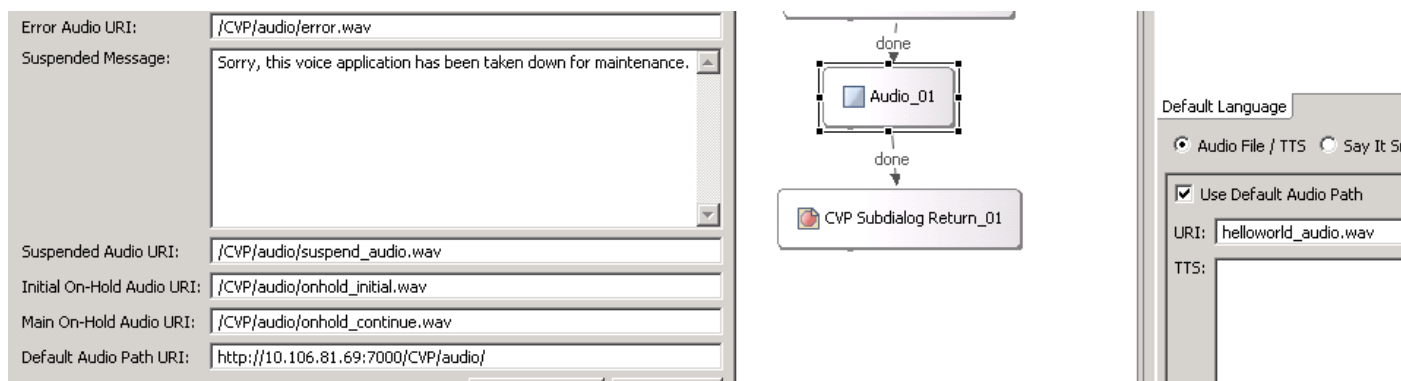 Error Audio URI: /CVP/audio/error.wav
Suspended Message: Sorry, this voice application has been taken down for maintenance.
Suspended Audio URI: /CVP/audio/suspend_audio.wav
Initial On-Hold Audio URI: /CVP/audio/onhold_initial.wav
Main On-Hold Audio URI: /CVP/audio/onhold_continue.wav
Default Audio Path URI: http://10.106.81.69:7000/CVP/audio/
done
Audio_01
done
CVP Subdialog Return_01
Default Language
Audio File / TTS Say It
Use Default Audio Path
URI: helloworld_audio.wav
TTS: